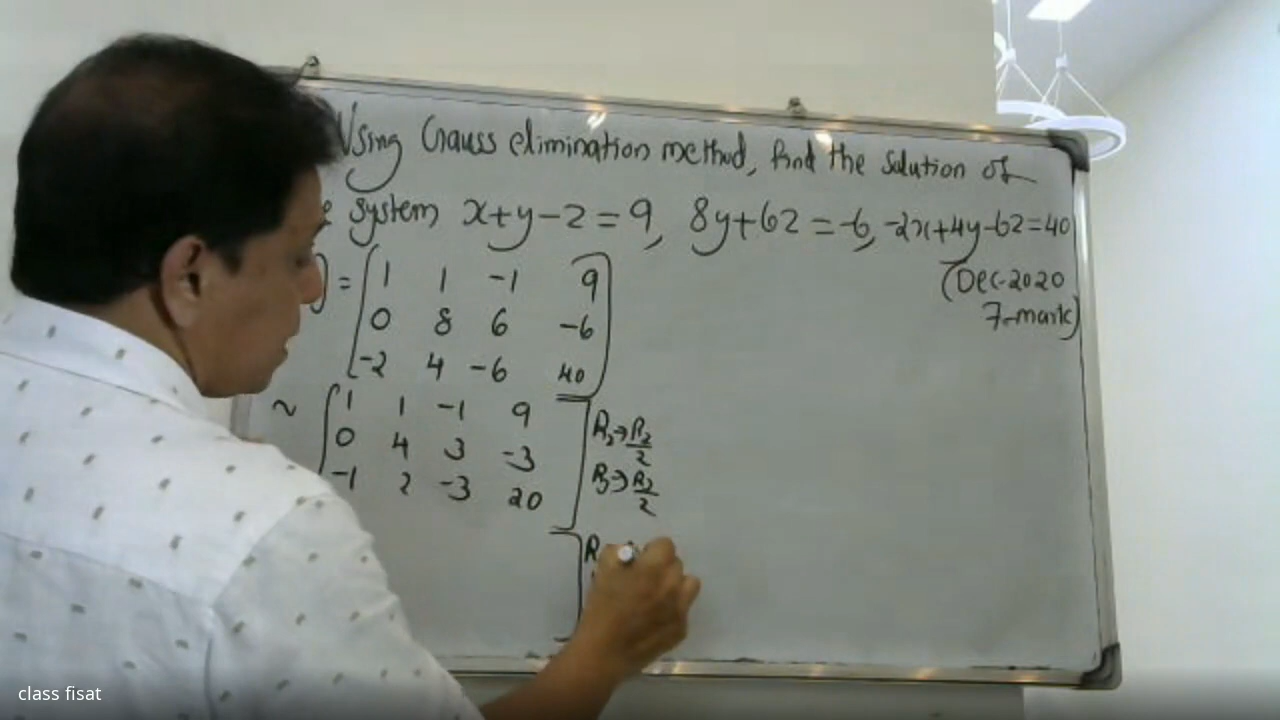 Using Gauss elimination method, find the solution of
system x+y-z=9, 8y+6z=-6, -2x+4y-6z=40
(Dec-2020
7-mark)
= [1 1 -1 9
0 8 6 -6
-2 4 -6 40]
~ [1 1 -1 9
0 4 3 -3 R₂→R₂/2
-1 2 -3 20] R₃→R₂/2
R
class fisat